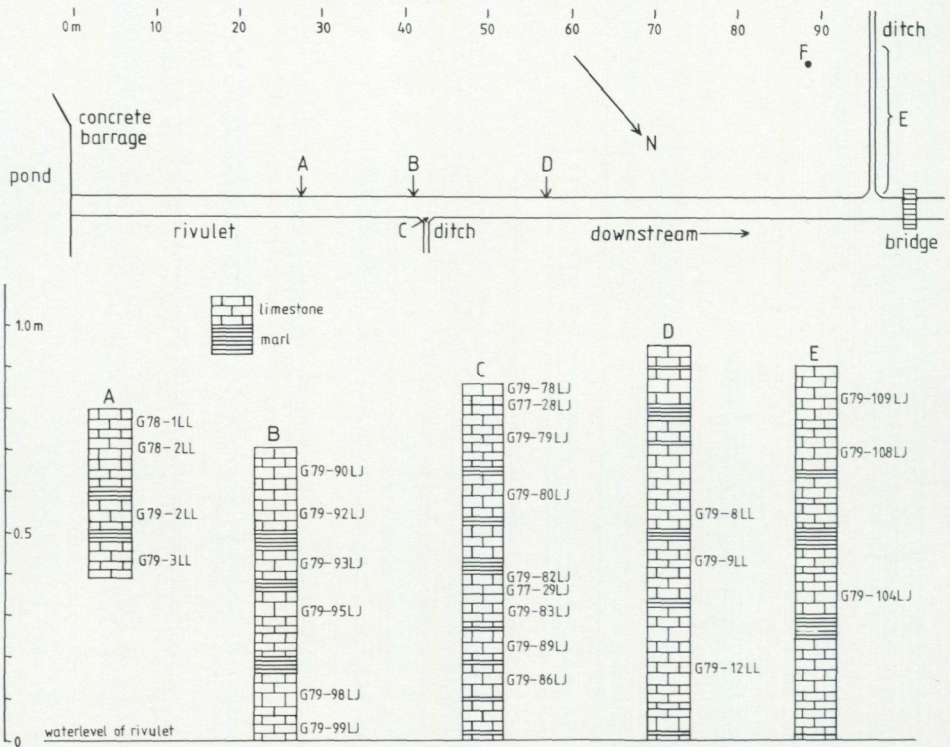 0m 10 20 30 40 50 60 70 80 90 ditch
F
E
concrete
barrage
N
pond
A B D
rivulet
C ditch
downstream
bridge
limestone
marl
1.0m
0.5
0
A
G78-1LL
G78-2LL
G79-2LL
G79-3LL
B
G79-90LJ
G79-92LJ
G79-93LJ
G79-95LJ
G79-98LJ
G79-99LJ
C
G79-78LJ
G77-28LJ
G79-79LJ
G79-80LJ
G79-82LJ
G77-29LJ
G79-83LJ
G79-89LJ
G79-86LJ
D
G79-8LL
G79-9LL
G79-12LL
E
G79-109LJ
G79-108LJ
G79-104LJ
waterlevel of rivulet